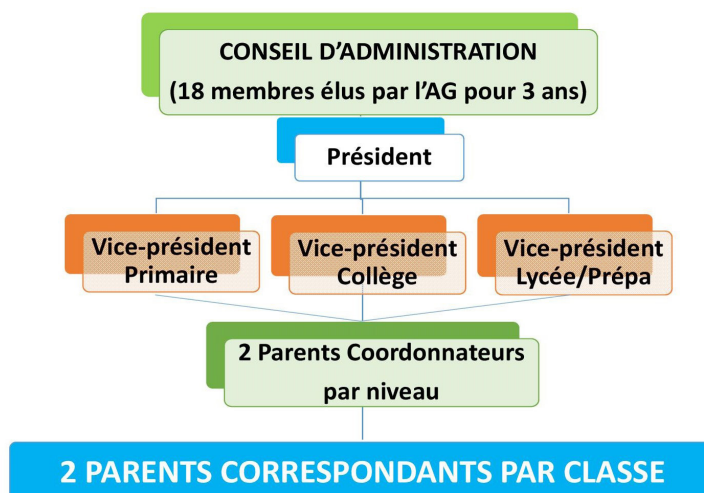 CONSEIL D’ADMINISTRATION
(18 membres élus par l’AG pour 3 ans)
Président
Vice-président
Primaire
Vice-président
Collège
Vice-président
Lycée/Prépa
2 Parents Coordonnateurs
par niveau
2 PARENTS CORRESPONDANTS PAR CLASSE